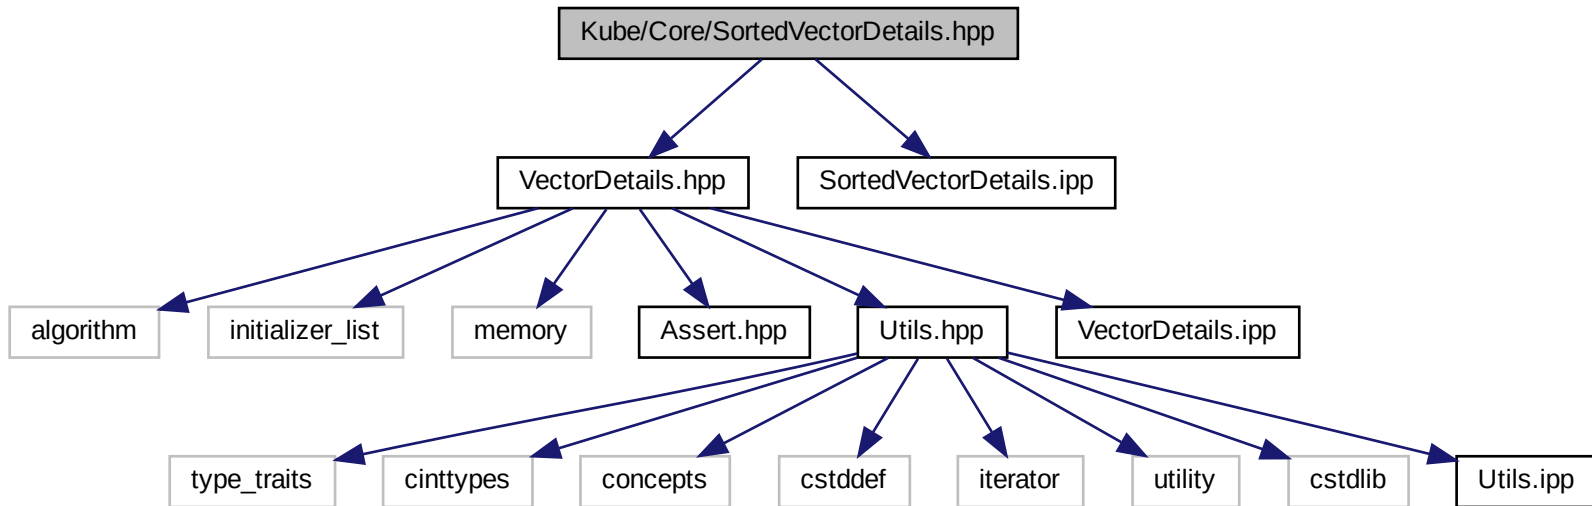 Kube/Core/SortedVectorDetails.hpp
VectorDetails.hpp
SortedVectorDetails.ipp
algorithm
initializer_list
memory
Assert.hpp
Utils.hpp
VectorDetails.ipp
type_traits
cinttypes
concepts
cstddef
iterator
utility
cstdlib
Utils.ipp